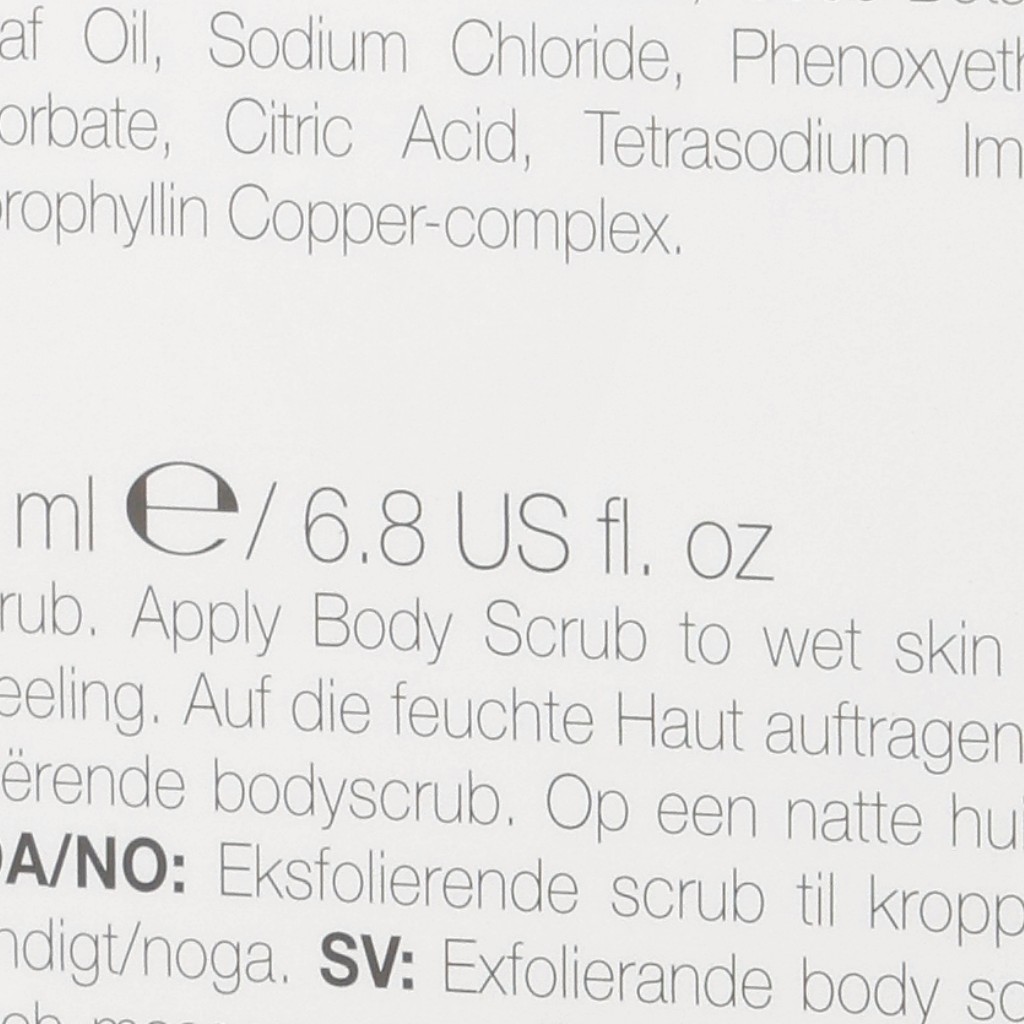 af Oil, Sodium Chloride, Phenoxyeth
orbate, Citric Acid, Tetrasodium Im
rophyllin Copper-complex.
ml e / 6.8 US fl. oz
rub. Apply Body Scrub to wet skin
eeling. Auf die feuchte Haut auftragen
ërende bodyscrub. Op een natte hui
DA/NO: Eksfolierende scrub til kropp
ndigt/noga. SV: Exfolierande body sc